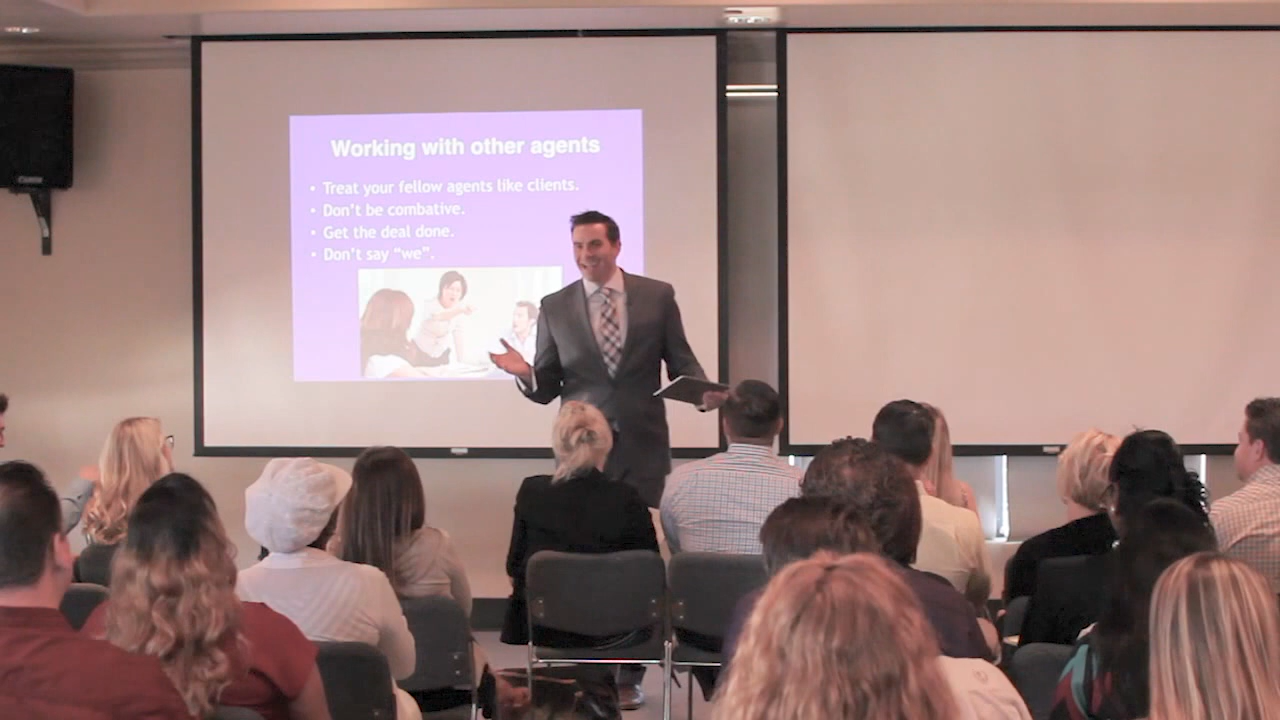 Working with other agents
• Treat your fellow agents like clients.
• Don't be combative.
• Get the deal done.
• Don't say “we”.